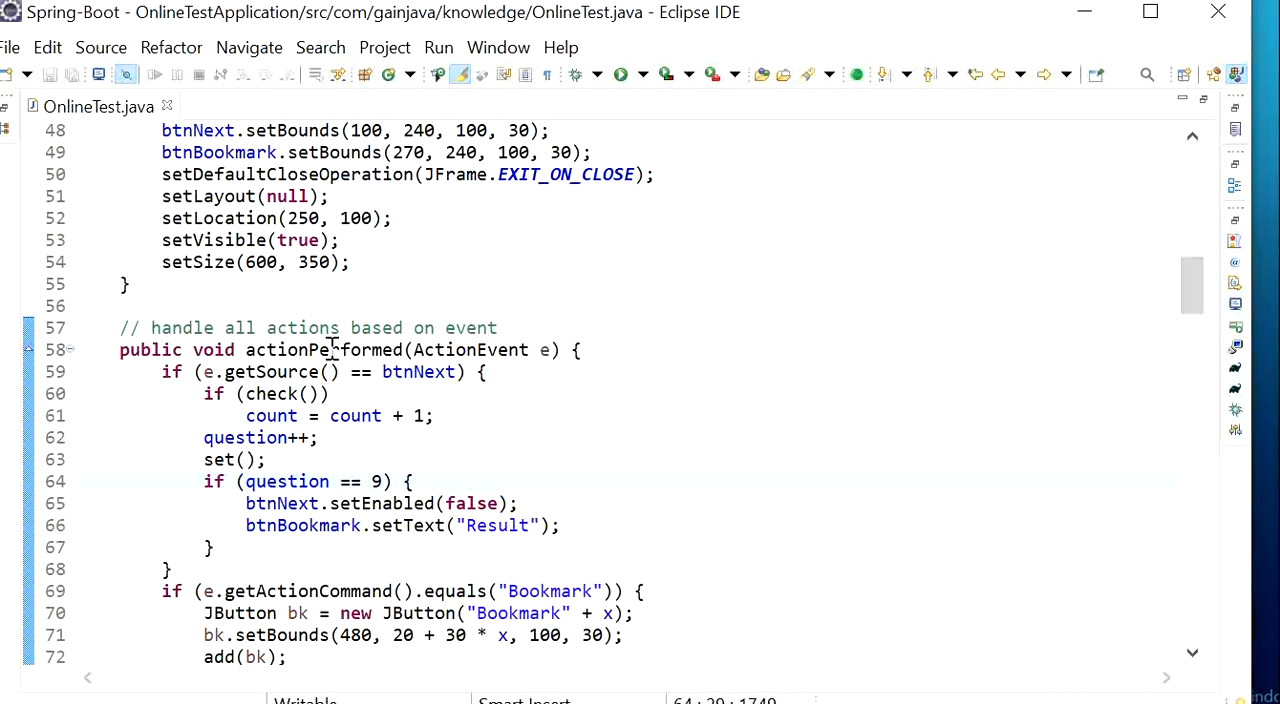 Spring-Boot - OnlineTestApplication/src/com/gainjava/knowledge/OnlineTest.java - Eclipse IDE
File Edit Source Refactor Navigate Search Project Run Window Help
OnlineTest.java
48 btnNext.setBounds(100, 240, 100, 30);
49 btnBookmark.setBounds(270, 240, 100, 30);
50 setDefaultCloseOperation(JFrame.EXIT_ON_CLOSE);
51 setLayout(null);
52 setLocation(250, 100);
53 setVisible(true);
54 setSize(600, 350);
55 }
56
57 // handle all actions based on event
58 public void actionPerformed(ActionEvent e) {
59 if (e.getSource() == btnNext) {
60 if (check())
61 count = count + 1;
62 question++;
63 set();
64 if (question == 9) {
65 btnNext.setEnabled(false);
66 btnBookmark.setText("Result");
67 }
68 }
69 if (e.getActionCommand().equals("Bookmark")) {
70 JButton bk = new JButton("Bookmark" + x);
71 bk.setBounds(480, 20 + 30 * x, 100, 30);
72 add(bk);
Writable Smart Insert 64 : 29 : 1749